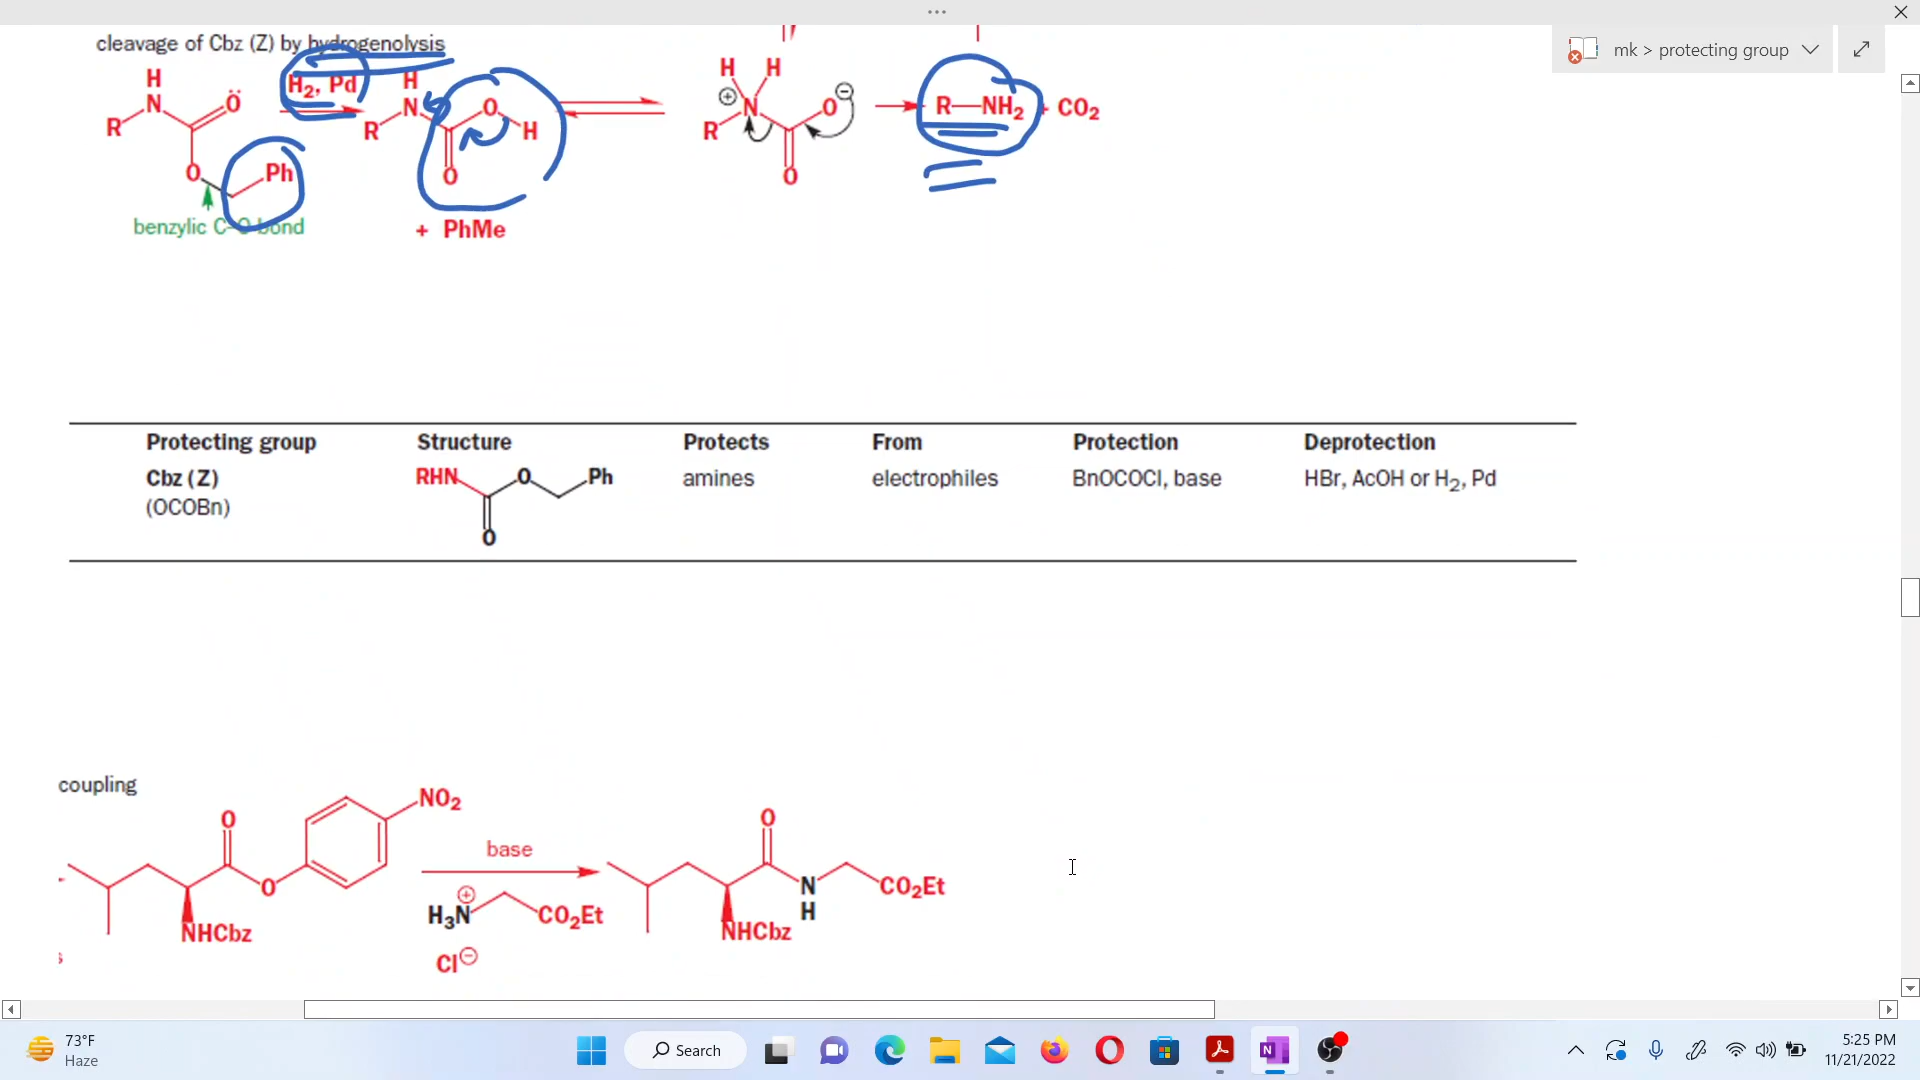 mk > protecting group
cleavage of Cbz (Z) by hydrogenolysis
H
N
R
O
O
Ph
benzylic C–O bond
H2, Pd
H
N
R
O
H
O
+ PhMe
H H
⊕ N
R
O ⊖
O
R—NH2 + CO2
Protecting group Structure Protects From Protection Deprotection
Cbz (Z) RHN O Ph amines electrophiles BnOCOCl, base HBr, AcOH or H2, Pd
(OCOBn)
O
coupling
O
NO2
O
NHCbz
base
H3N ⊕ CO2Et
Cl ⊖
O
N
H
CO2Et
NHCbz
73°F
Haze
Search
5:25 PM
11/21/2022